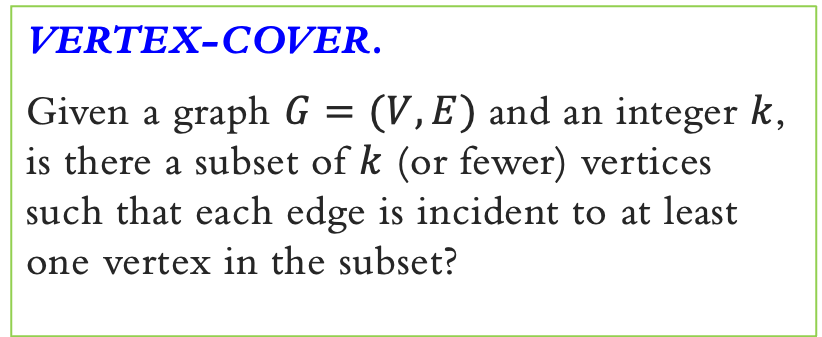 VERTEX-COVER.
Given a graph G = (V, E) and an integer k,
is there a subset of k (or fewer) vertices
such that each edge is incident to at least
one vertex in the subset?